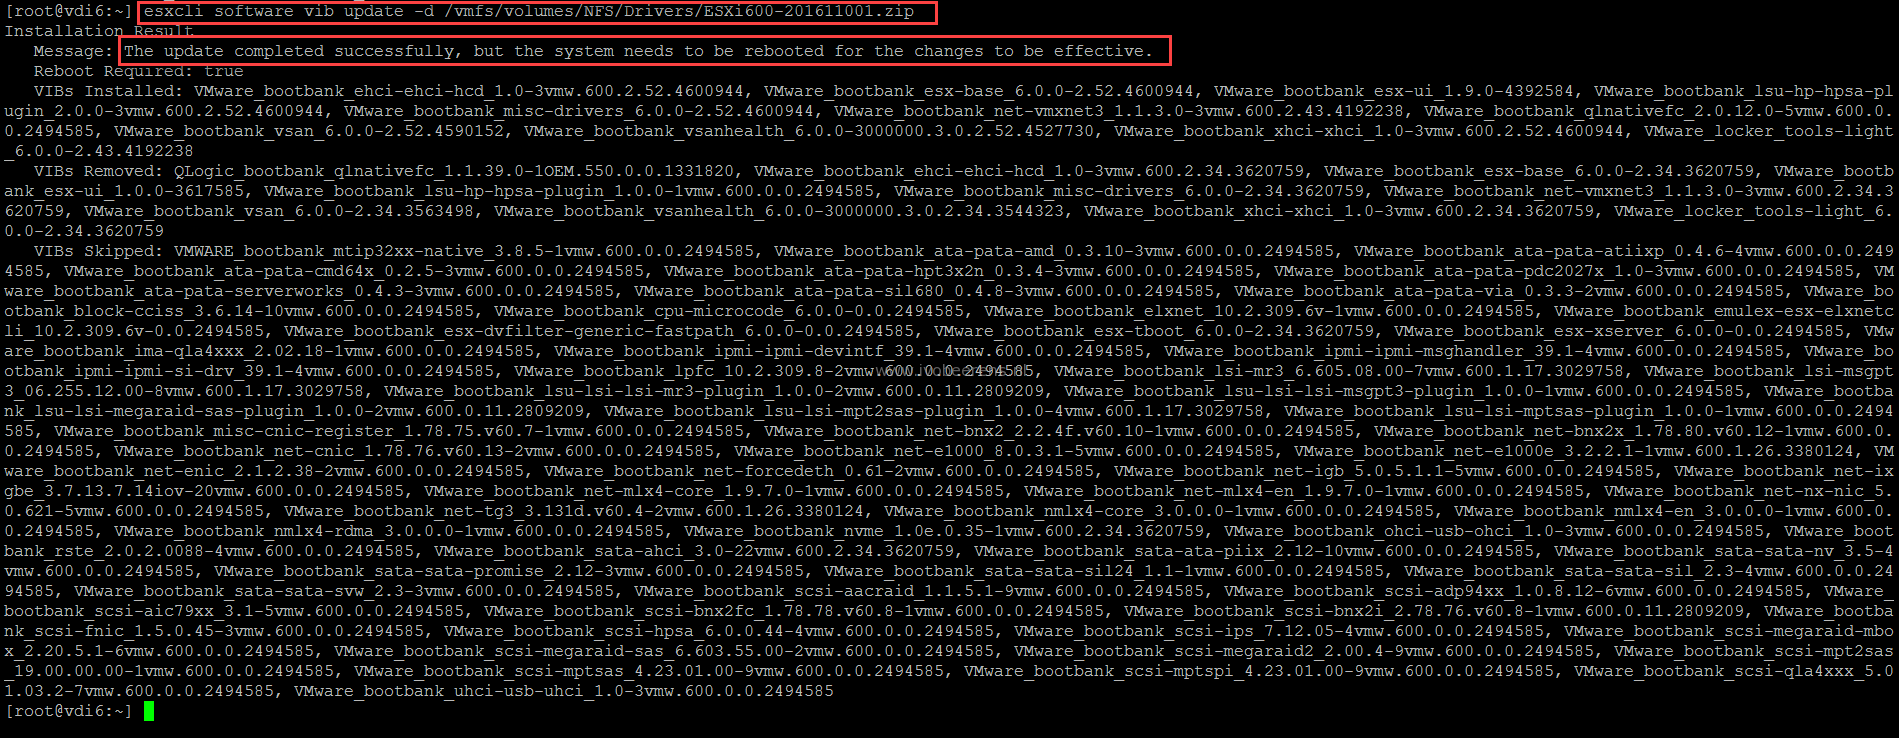 [root@vdi6:~] esxcli software vib update -d /vmfs/volumes/NFS/Drivers/ESXi600-201611001.zip
Installation Result
   Message: The update completed successfully, but the system needs to be rebooted for the changes to be effective.
   Reboot Required: true
   VIBs Installed: VMware_bootbank_ehci-ehci-hcd_1.0-3vmw.600.2.52.4600944, VMware_bootbank_esx-base_6.0.0-2.52.4600944, VMware_bootbank_esx-ui_1.9.0-4392584, VMware_bootbank_lsu-hp-hpsa-pl
ugin_2.0.0-3vmw.600.2.52.4600944, VMware_bootbank_misc-drivers_6.0.0-2.52.4600944, VMware_bootbank_net-vmxnet3_1.1.3.0-3vmw.600.2.43.4192238, VMware_bootbank_qlnativefc_2.0.12.0-5vmw.600.0.
0.2494585, VMware_bootbank_vsan_6.0.0-2.52.4590152, VMware_bootbank_vsanhealth_6.0.0-3000000.3.0.2.52.4527730, VMware_bootbank_xhci-xhci_1.0-3vmw.600.2.52.4600944, VMware_locker_tools-light
_6.0.0-2.43.4192238
   VIBs Removed: QLogic_bootbank_qlnativefc_1.1.39.0-1OEM.550.0.0.1331820, VMware_bootbank_ehci-ehci-hcd_1.0-3vmw.600.2.34.3620759, VMware_bootbank_esx-base_6.0.0-2.34.3620759, VMware_bootb
ank_esx-ui_1.0.0-3617585, VMware_bootbank_lsu-hp-hpsa-plugin_1.0.0-1vmw.600.0.0.2494585, VMware_bootbank_misc-drivers_6.0.0-2.34.3620759, VMware_bootbank_net-vmxnet3_1.1.3.0-3vmw.600.2.34.3
620759, VMware_bootbank_vsan_6.0.0-2.34.3563498, VMware_bootbank_vsanhealth_6.0.0-3000000.3.0.2.34.3544323, VMware_bootbank_xhci-xhci_1.0-3vmw.600.2.34.3620759, VMware_locker_tools-light_6.
0.0-2.34.3620759
   VIBs Skipped: VMWARE_bootbank_mtip32xx-native_3.8.5-1vmw.600.0.0.2494585, VMware_bootbank_ata-pata-amd_0.3.10-3vmw.600.0.0.2494585, VMware_bootbank_ata-pata-atiixp_0.4.6-4vmw.600.0.0.249
4585, VMware_bootbank_ata-pata-cmd64x_0.2.5-3vmw.600.0.0.2494585, VMware_bootbank_ata-pata-hpt3x2n_0.3.4-3vmw.600.0.0.2494585, VMware_bootbank_ata-pata-pdc2027x_1.0-3vmw.600.0.0.2494585, VM
ware_bootbank_ata-pata-serverworks_0.4.3-3vmw.600.0.0.2494585, VMware_bootbank_ata-pata-sil680_0.4.8-3vmw.600.0.0.2494585, VMware_bootbank_ata-pata-via_0.3.3-2vmw.600.0.0.2494585, VMware_bo
otbank_block-cciss_3.6.14-10vmw.600.0.0.2494585, VMware_bootbank_cpu-microcode_6.0.0-0.0.2494585, VMware_bootbank_elxnet_10.2.309.6v-1vmw.600.0.0.2494585, VMware_bootbank_emulex-esx-elxnetc
li_10.2.309.6v-0.0.2494585, VMware_bootbank_esx-dvfilter-generic-fastpath_6.0.0-0.0.2494585, VMware_bootbank_esx-tboot_6.0.0-2.34.3620759, VMware_bootbank_esx-xserver_6.0.0-0.0.2494585, VMw
are_bootbank_ima-qla4xxx_2.02.18-1vmw.600.0.0.2494585, VMware_bootbank_ipmi-ipmi-devintf_39.1-4vmw.600.0.0.2494585, VMware_bootbank_ipmi-ipmi-msghandler_39.1-4vmw.600.0.0.2494585, VMware_bo
otbank_ipmi-ipmi-si-drv_39.1-4vmw.600.0.0.2494585, VMware_bootbank_lpfc_10.2.309.8-2vmw.600.0.0.2494585, VMware_bootbank_lsi-mr3_6.605.08.00-7vmw.600.1.17.3029758, VMware_bootbank_lsi-msgpt
3_06.255.12.00-8vmw.600.1.17.3029758, VMware_bootbank_lsu-lsi-lsi-mr3-plugin_1.0.0-2vmw.600.0.11.2809209, VMware_bootbank_lsu-lsi-lsi-msgpt3-plugin_1.0.0-1vmw.600.0.0.2494585, VMware_bootba
nk_lsu-lsi-megaraid-sas-plugin_1.0.0-2vmw.600.0.11.2809209, VMware_bootbank_lsu-lsi-mpt2sas-plugin_1.0.0-4vmw.600.1.17.3029758, VMware_bootbank_lsu-lsi-mptsas-plugin_1.0.0-1vmw.600.0.0.2494
585, VMware_bootbank_misc-cnic-register_1.78.75.v60.7-1vmw.600.0.0.2494585, VMware_bootbank_net-bnx2_2.2.4f.v60.10-1vmw.600.0.0.2494585, VMware_bootbank_net-bnx2x_1.78.80.v60.12-1vmw.600.0.
0.2494585, VMware_bootbank_net-cnic_1.78.76.v60.13-2vmw.600.0.0.2494585, VMware_bootbank_net-e1000_8.0.3.1-5vmw.600.0.0.2494585, VMware_bootbank_net-e1000e_3.2.2.1-1vmw.600.1.26.3380124, VM
ware_bootbank_net-enic_2.1.2.38-2vmw.600.0.0.2494585, VMware_bootbank_net-forcedeth_0.61-2vmw.600.0.0.2494585, VMware_bootbank_net-igb_5.0.5.1.1-5vmw.600.0.0.2494585, VMware_bootbank_net-ix
gbe_3.7.13.7.14iov-20vmw.600.0.0.2494585, VMware_bootbank_net-mlx4-core_1.9.7.0-1vmw.600.0.0.2494585, VMware_bootbank_net-mlx4-en_1.9.7.0-1vmw.600.0.0.2494585, VMware_bootbank_net-nx-nic_5.
0.621-5vmw.600.0.0.2494585, VMware_bootbank_net-tg3_3.131d.v60.4-2vmw.600.1.26.3380124, VMware_bootbank_nmlx4-core_3.0.0.0-1vmw.600.0.0.2494585, VMware_bootbank_nmlx4-en_3.0.0.0-1vmw.600.0.
0.2494585, VMware_bootbank_nmlx4-rdma_3.0.0.0-1vmw.600.0.0.2494585, VMware_bootbank_nvme_1.0e.0.35-1vmw.600.2.34.3620759, VMware_bootbank_ohci-usb-ohci_1.0-3vmw.600.0.0.2494585, VMware_boot
bank_rste_2.0.2.0088-4vmw.600.0.0.2494585, VMware_bootbank_sata-ahci_3.0-22vmw.600.2.34.3620759, VMware_bootbank_sata-ata-piix_2.12-10vmw.600.0.0.2494585, VMware_bootbank_sata-sata-nv_3.5-4
vmw.600.0.0.2494585, VMware_bootbank_sata-sata-promise_2.12-3vmw.600.0.0.2494585, VMware_bootbank_sata-sata-sil24_1.1-1vmw.600.0.0.2494585, VMware_bootbank_sata-sata-sil_2.3-4vmw.600.0.0.24
94585, VMware_bootbank_sata-sata-svw_2.3-3vmw.600.0.0.2494585, VMware_bootbank_scsi-aacraid_1.1.5.1-9vmw.600.0.0.2494585, VMware_bootbank_scsi-adp94xx_1.0.8.12-6vmw.600.0.0.2494585, VMware_
bootbank_scsi-aic79xx_3.1-5vmw.600.0.0.2494585, VMware_bootbank_scsi-bnx2fc_1.78.78.v60.8-1vmw.600.0.0.2494585, VMware_bootbank_scsi-bnx2i_2.78.76.v60.8-1vmw.600.0.11.2809209, VMware_bootba
nk_scsi-fnic_1.5.0.45-3vmw.600.0.0.2494585, VMware_bootbank_scsi-hpsa_6.0.0.44-4vmw.600.0.0.2494585, VMware_bootbank_scsi-ips_7.12.05-4vmw.600.0.0.2494585, VMware_bootbank_scsi-megaraid-mbo
x_2.20.5.1-6vmw.600.0.0.2494585, VMware_bootbank_scsi-megaraid-sas_6.603.55.00-2vmw.600.0.0.2494585, VMware_bootbank_scsi-megaraid2_2.00.4-9vmw.600.0.0.2494585, VMware_bootbank_scsi-mpt2sas
_19.00.00.00-1vmw.600.0.0.2494585, VMware_bootbank_scsi-mptsas_4.23.01.00-9vmw.600.0.0.2494585, VMware_bootbank_scsi-mptspi_4.23.01.00-9vmw.600.0.0.2494585, VMware_bootbank_scsi-qla4xxx_5.0
1.03.2-7vmw.600.0.0.2494585, VMware_bootbank_uhci-usb-uhci_1.0-3vmw.600.0.0.2494585
[root@vdi6:~]